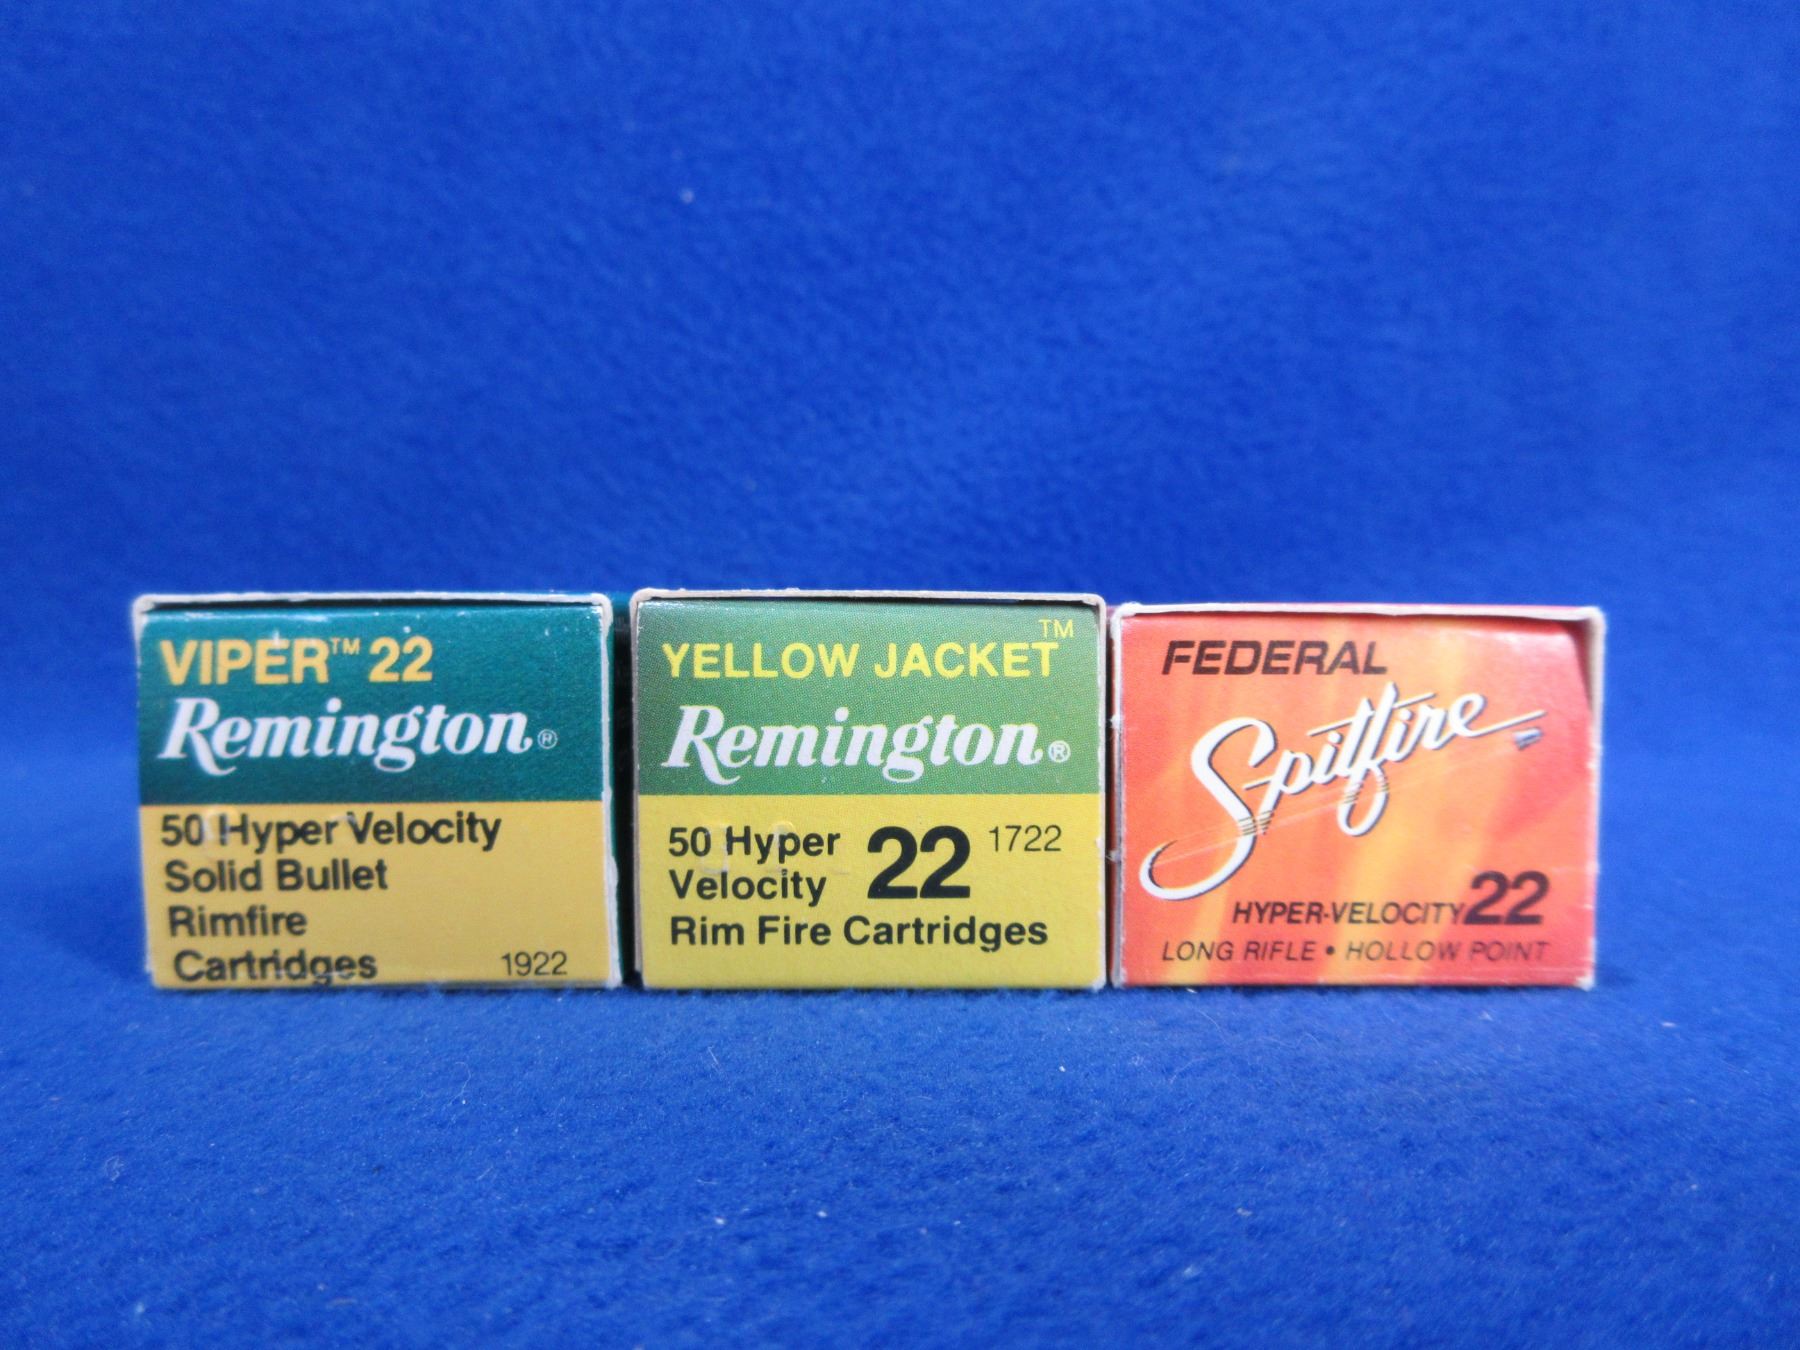 VIPER™ 22
Remington®
50 Hyper Velocity
Solid Bullet
Rimfire
Cartridges 1922
YELLOW JACKET™
Remington®
50 Hyper 22 1722
Velocity
Rim Fire Cartridges
FEDERAL
Spitfire
HYPER-VELOCITY 22
LONG RIFLE • HOLLOW POINT